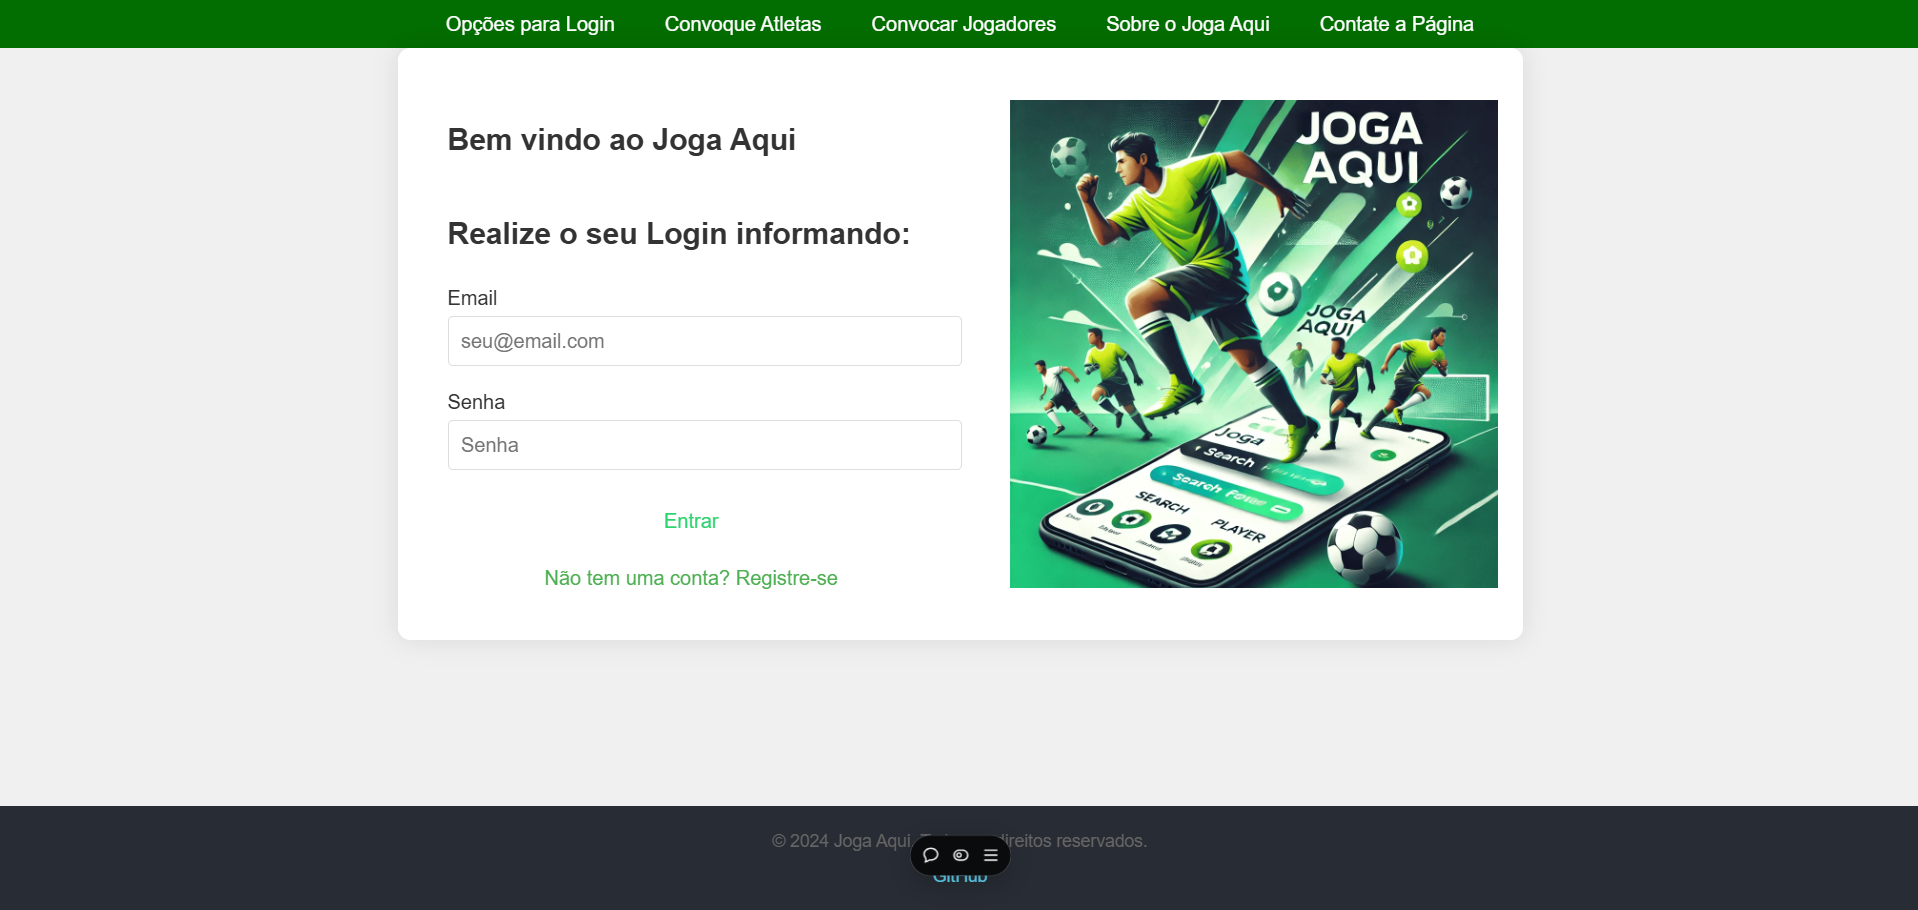 Opções para Login
Convoque Atletas
Convocar Jogadores
Sobre o Joga Aqui
Contate a Página
Bem vindo ao Joga Aqui
Realize o seu Login informando:
Email
seu@email.com
Senha
Senha
Entrar
Não tem uma conta? Registre-se
JOGA
AQUI
JOGA
AQUI
Joga
Search
Search
SEARCH
PLAYER
© 2024 Joga Aqui. direitos reservados.
GitHub